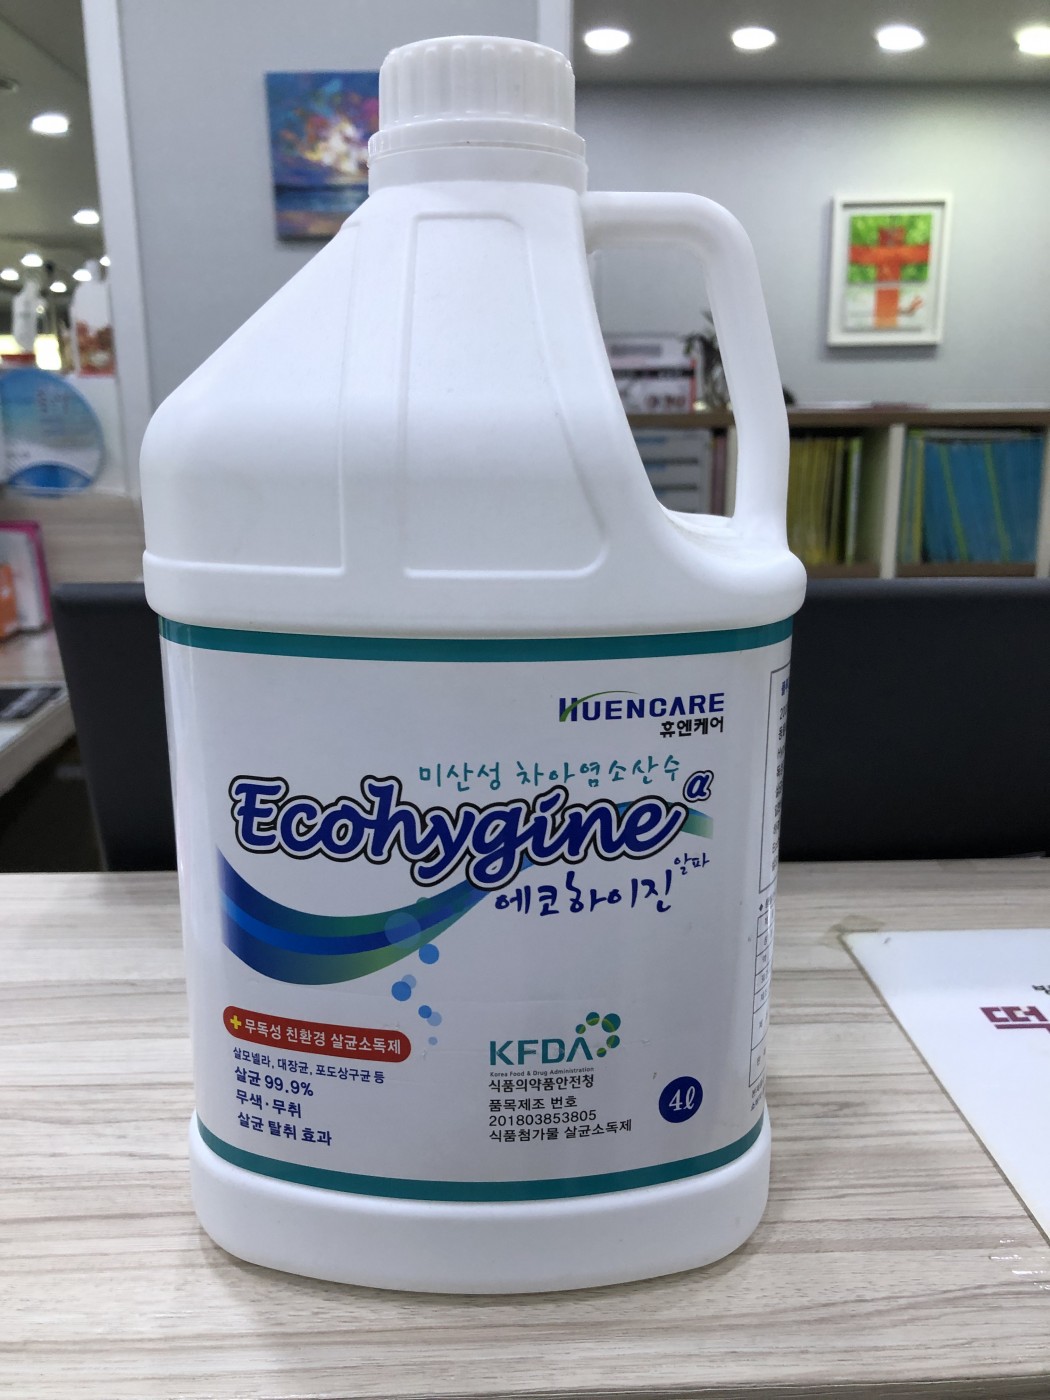 HUENCARE
휴엔케어
미산성 차아염소산수
Ecohygine α
에코하이진 알파
✚ 무독성 친환경 살균소독제
살모넬라, 대장균, 포도상구균 등
살균 99.9%
무색·무취
살균 탈취 효과
KFDA
Korea Food & Drug Administration
식품의약품안전청
품목제조 번호
201803853805
식품첨가물 살균소독제
4ℓ
떡